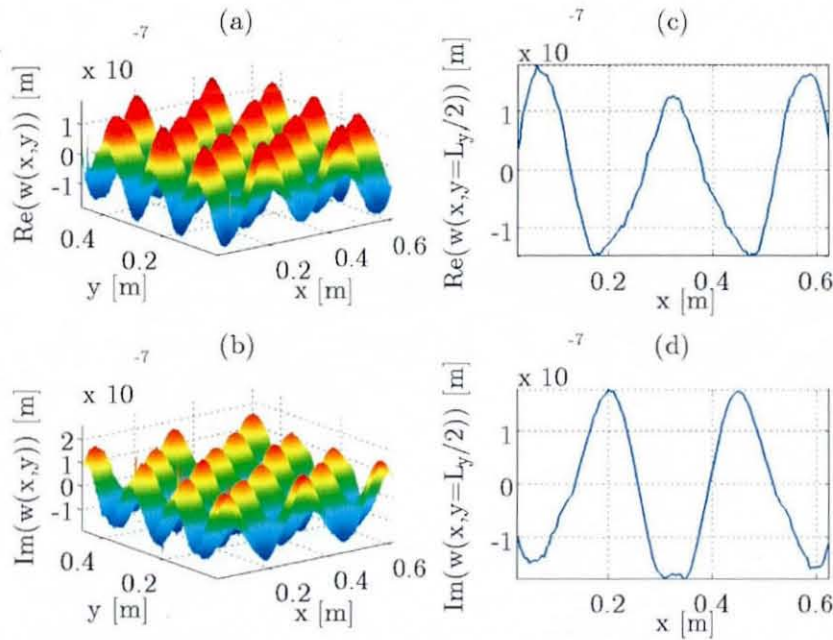 (a)
-7
x 10
Re(w(x,y)) [m]
1
0
-1
0.4
0.2
y [m]
0.2
0.4
0.6
x [m]
(c)
-7
x 10
Re(w(x,y=L_y/2)) [m]
1
0
-1
0.2
0.4
0.6
x [m]
(b)
-7
x 10
Im(w(x,y)) [m]
2
1
0
-1
0.4
0.2
y [m]
0.2
0.4
0.6
x [m]
(d)
-7
x 10
Im(w(x,y=L_y/2)) [m]
1
0
-1
0.2
0.4
0.6
x [m]